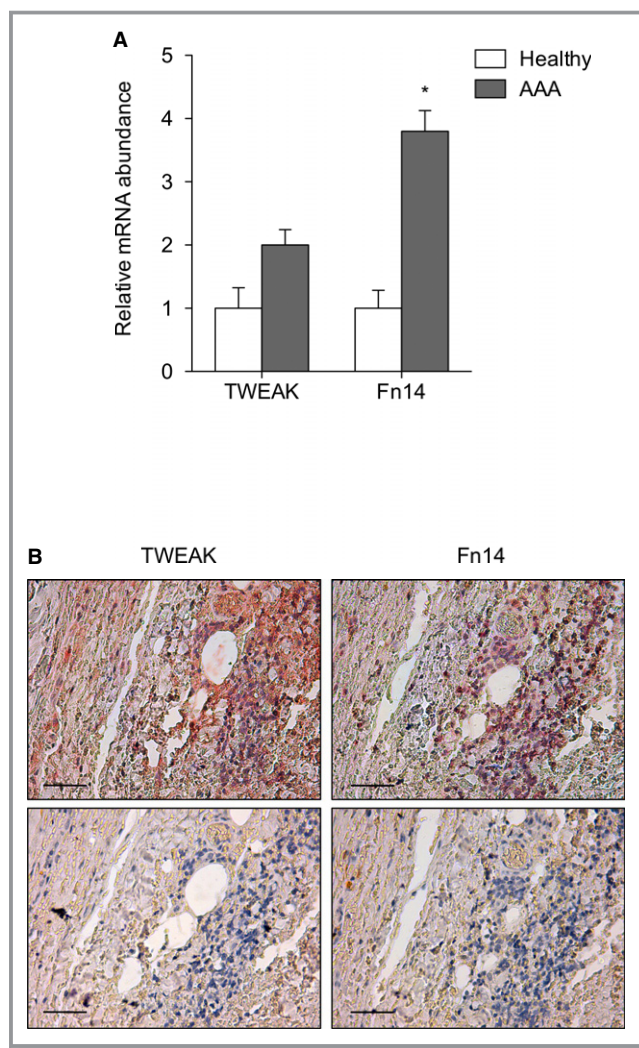 A
Relative mRNA abundance
5
4
3
2
1
0
*
Healthy
AAA
TWEAK
Fn14
B
TWEAK
Fn14